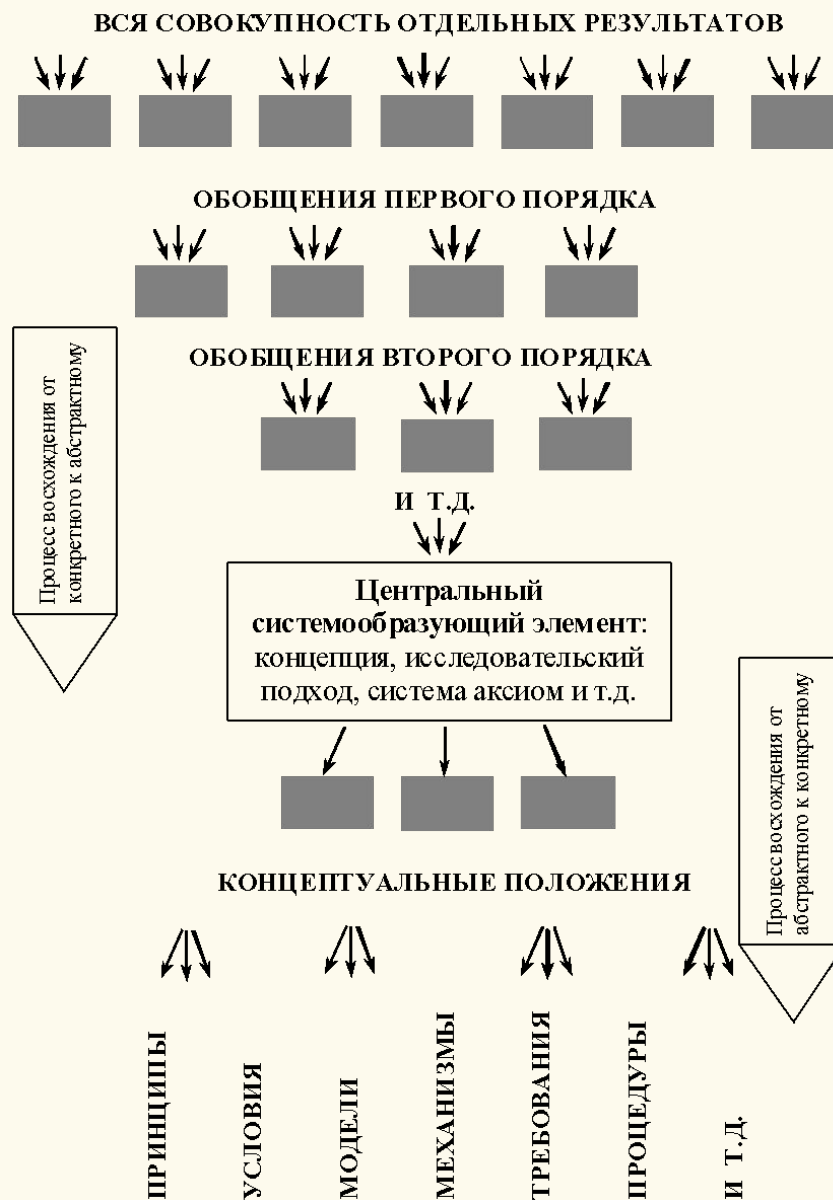 ВСЯ СОВОКУПНОСТЬ ОТДЕЛЬНЫХ РЕЗУЛЬТАТОВ
ОБОБЩЕНИЯ ПЕРВОГО ПОРЯДКА
ОБОБЩЕНИЯ ВТОРОГО ПОРЯДКА
Процесс восхождения от
конкретного к абстрактному
И Т.Д.
Центральный
системообразующий элемент:
концепция, исследовательский
подход, система аксиом и т.д.
Процесс восхождения от
абстрактного к конкретному
КОНЦЕПТУАЛЬНЫЕ ПОЛОЖЕНИЯ
ПРИНЦИПЫ
УСЛОВИЯ
МОДЕЛИ
МЕХАНИЗМЫ
ТРЕБОВАНИЯ
ПРОЦЕДУРЫ
И Т.Д.